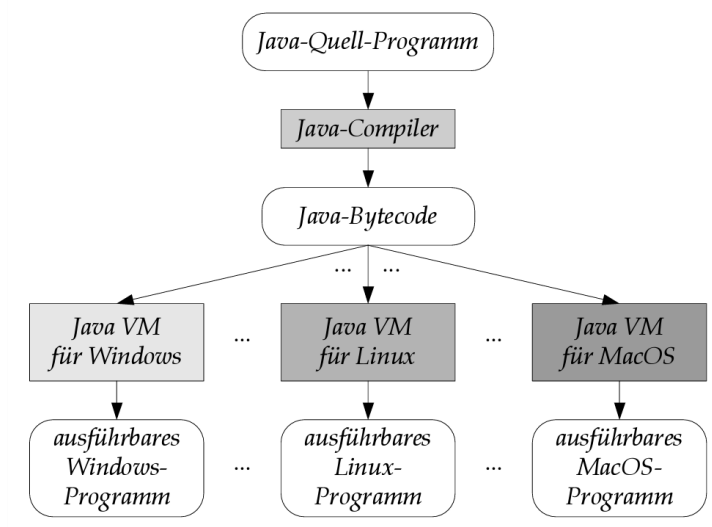 Java-Quell-Programm
Java-Compiler
Java-Bytecode
... ...
Java VM
für Windows
...
Java VM
für Linux
...
Java VM
für MacOS
ausführbares
Windows-
Programm
...
ausführbares
Linux-
Programm
...
ausführbares
MacOS-
Programm